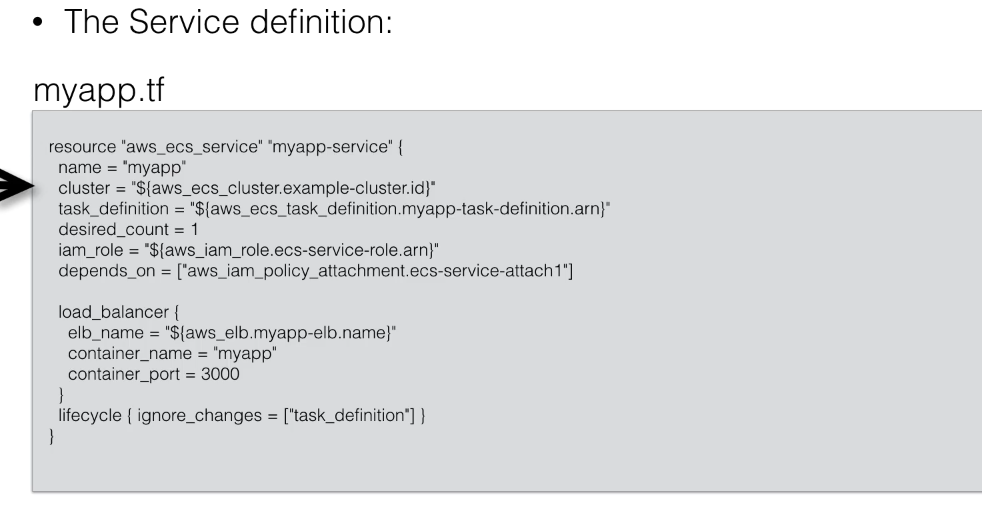 • The Service definition:
myapp.tf
resource "aws_ecs_service" "myapp-service" {
name = "myapp"
cluster = "${aws_ecs_cluster.example-cluster.id}"
task_definition = "${aws_ecs_task_definition.myapp-task-definition.arn}"
desired_count = 1
iam_role = "${aws_iam_role.ecs-service-role.arn}"
depends_on = ["aws_iam_policy_attachment.ecs-service-attach1"]
load_balancer {
elb_name = "${aws_elb.myapp-elb.name}"
container_name = "myapp"
container_port = 3000
}
lifecycle { ignore_changes = ["task_definition"] }
}